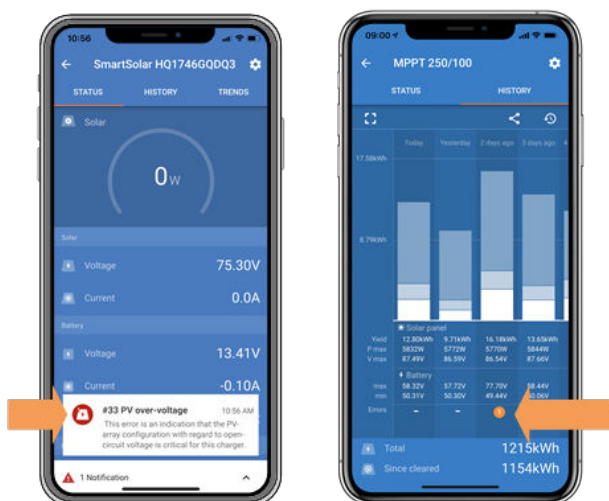 10:56
SmartSolar HQ1746GQDQ3
STATUS HISTORY TRENDS
Solar
0W
Solar
Voltage 75.30V
Current 0.0A
Battery
Voltage 13.41V
Current -0.10A
#33 PV over-voltage 10:56 AM
This error is an indication that the PV-
array configuration with regard to open-
circuit voltage is critical for this charger.
1 Notification
09:00
MPPT 250/100
STATUS HISTORY
Today Yesterday 2 days ago 3 days ago 4
17.58kWh
8.79kWh
Solar panel
Yield 12.80kWh 9.71kWh 16.18kWh 13.65kWh
P max 5832W 5772W 5770W 5844W
V max 87.49V 86.59V 86.54V 87.66V
Battery
max 58.32V 57.72V 77.70V 58.44V
min 50.31V 50.30V 49.44V 50.06V
Errors – – 1
Total 1215kWh
Since cleared 1154kWh